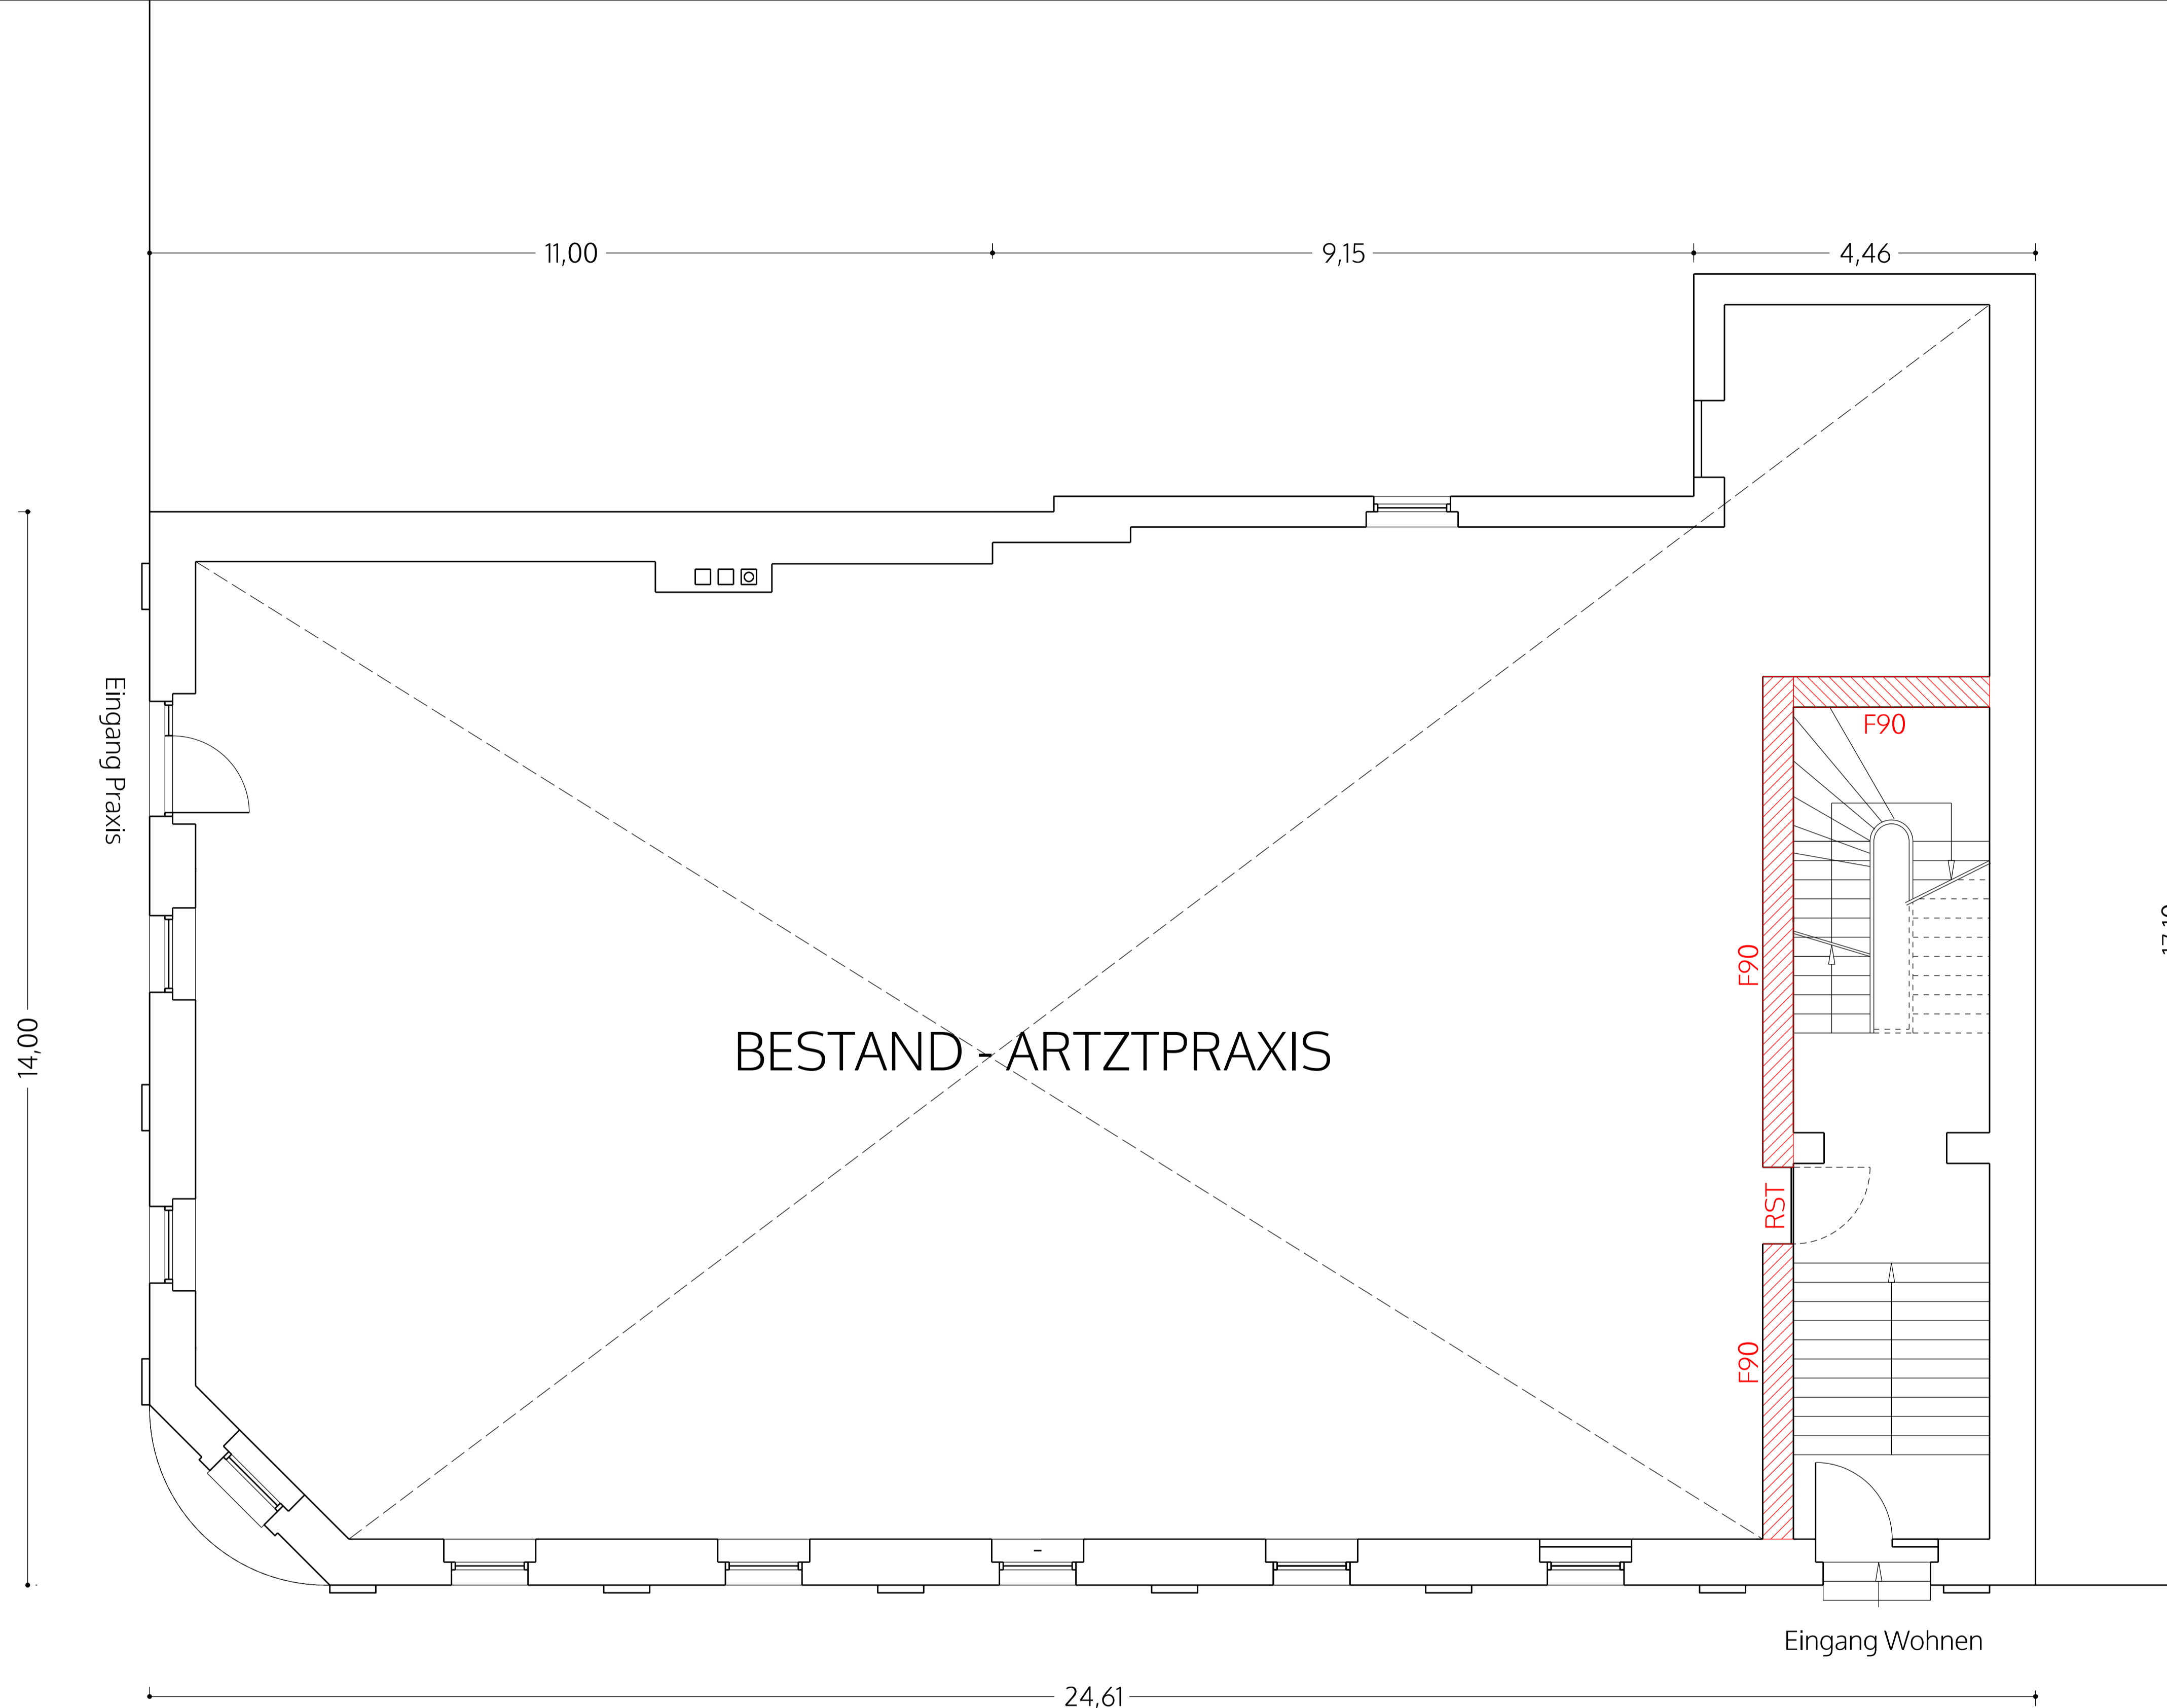 11,00
9,15
4,46
Eingang Praxis
F90
F90
14,00
BESTAND - ARTZTPRAXIS
RST
F90
Eingang Wohnen
24,61